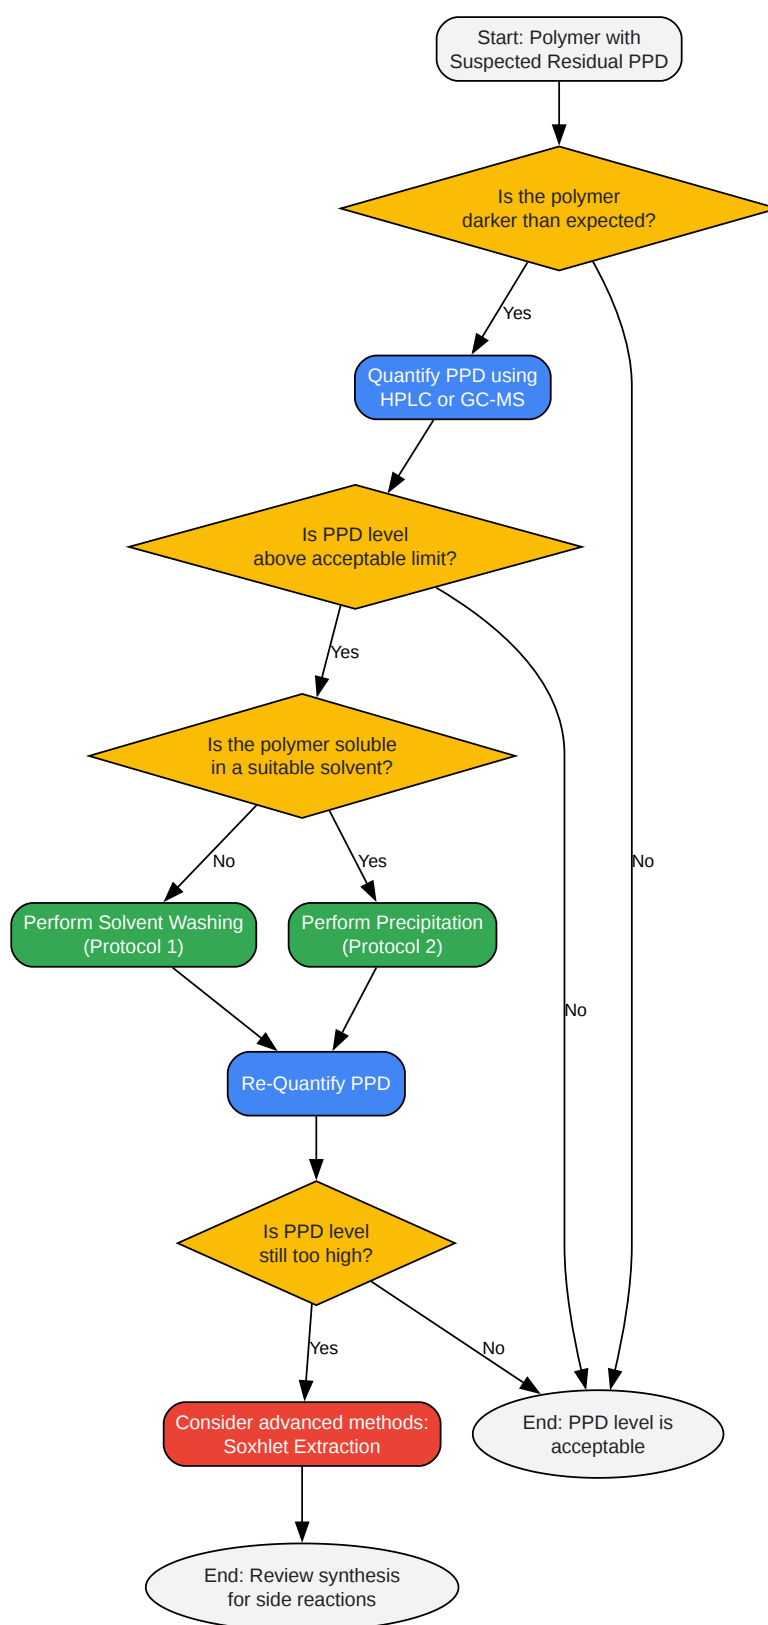 Start: Polymer with
Suspected Residual PPD
Is the polymer
darker than expected?
Yes
Quantify PPD using
HPLC or GC-MS
Is PPD level
above acceptable limit?
Yes
Is the polymer soluble
in a suitable solvent?
No
Yes
No
Perform Solvent Washing
(Protocol 1)
Perform Precipitation
(Protocol 2)
No
Re-Quantify PPD
Is PPD level
still too high?
Yes
No
Consider advanced methods:
Soxhlet Extraction
End: PPD level is
acceptable
End: Review synthesis
for side reactions